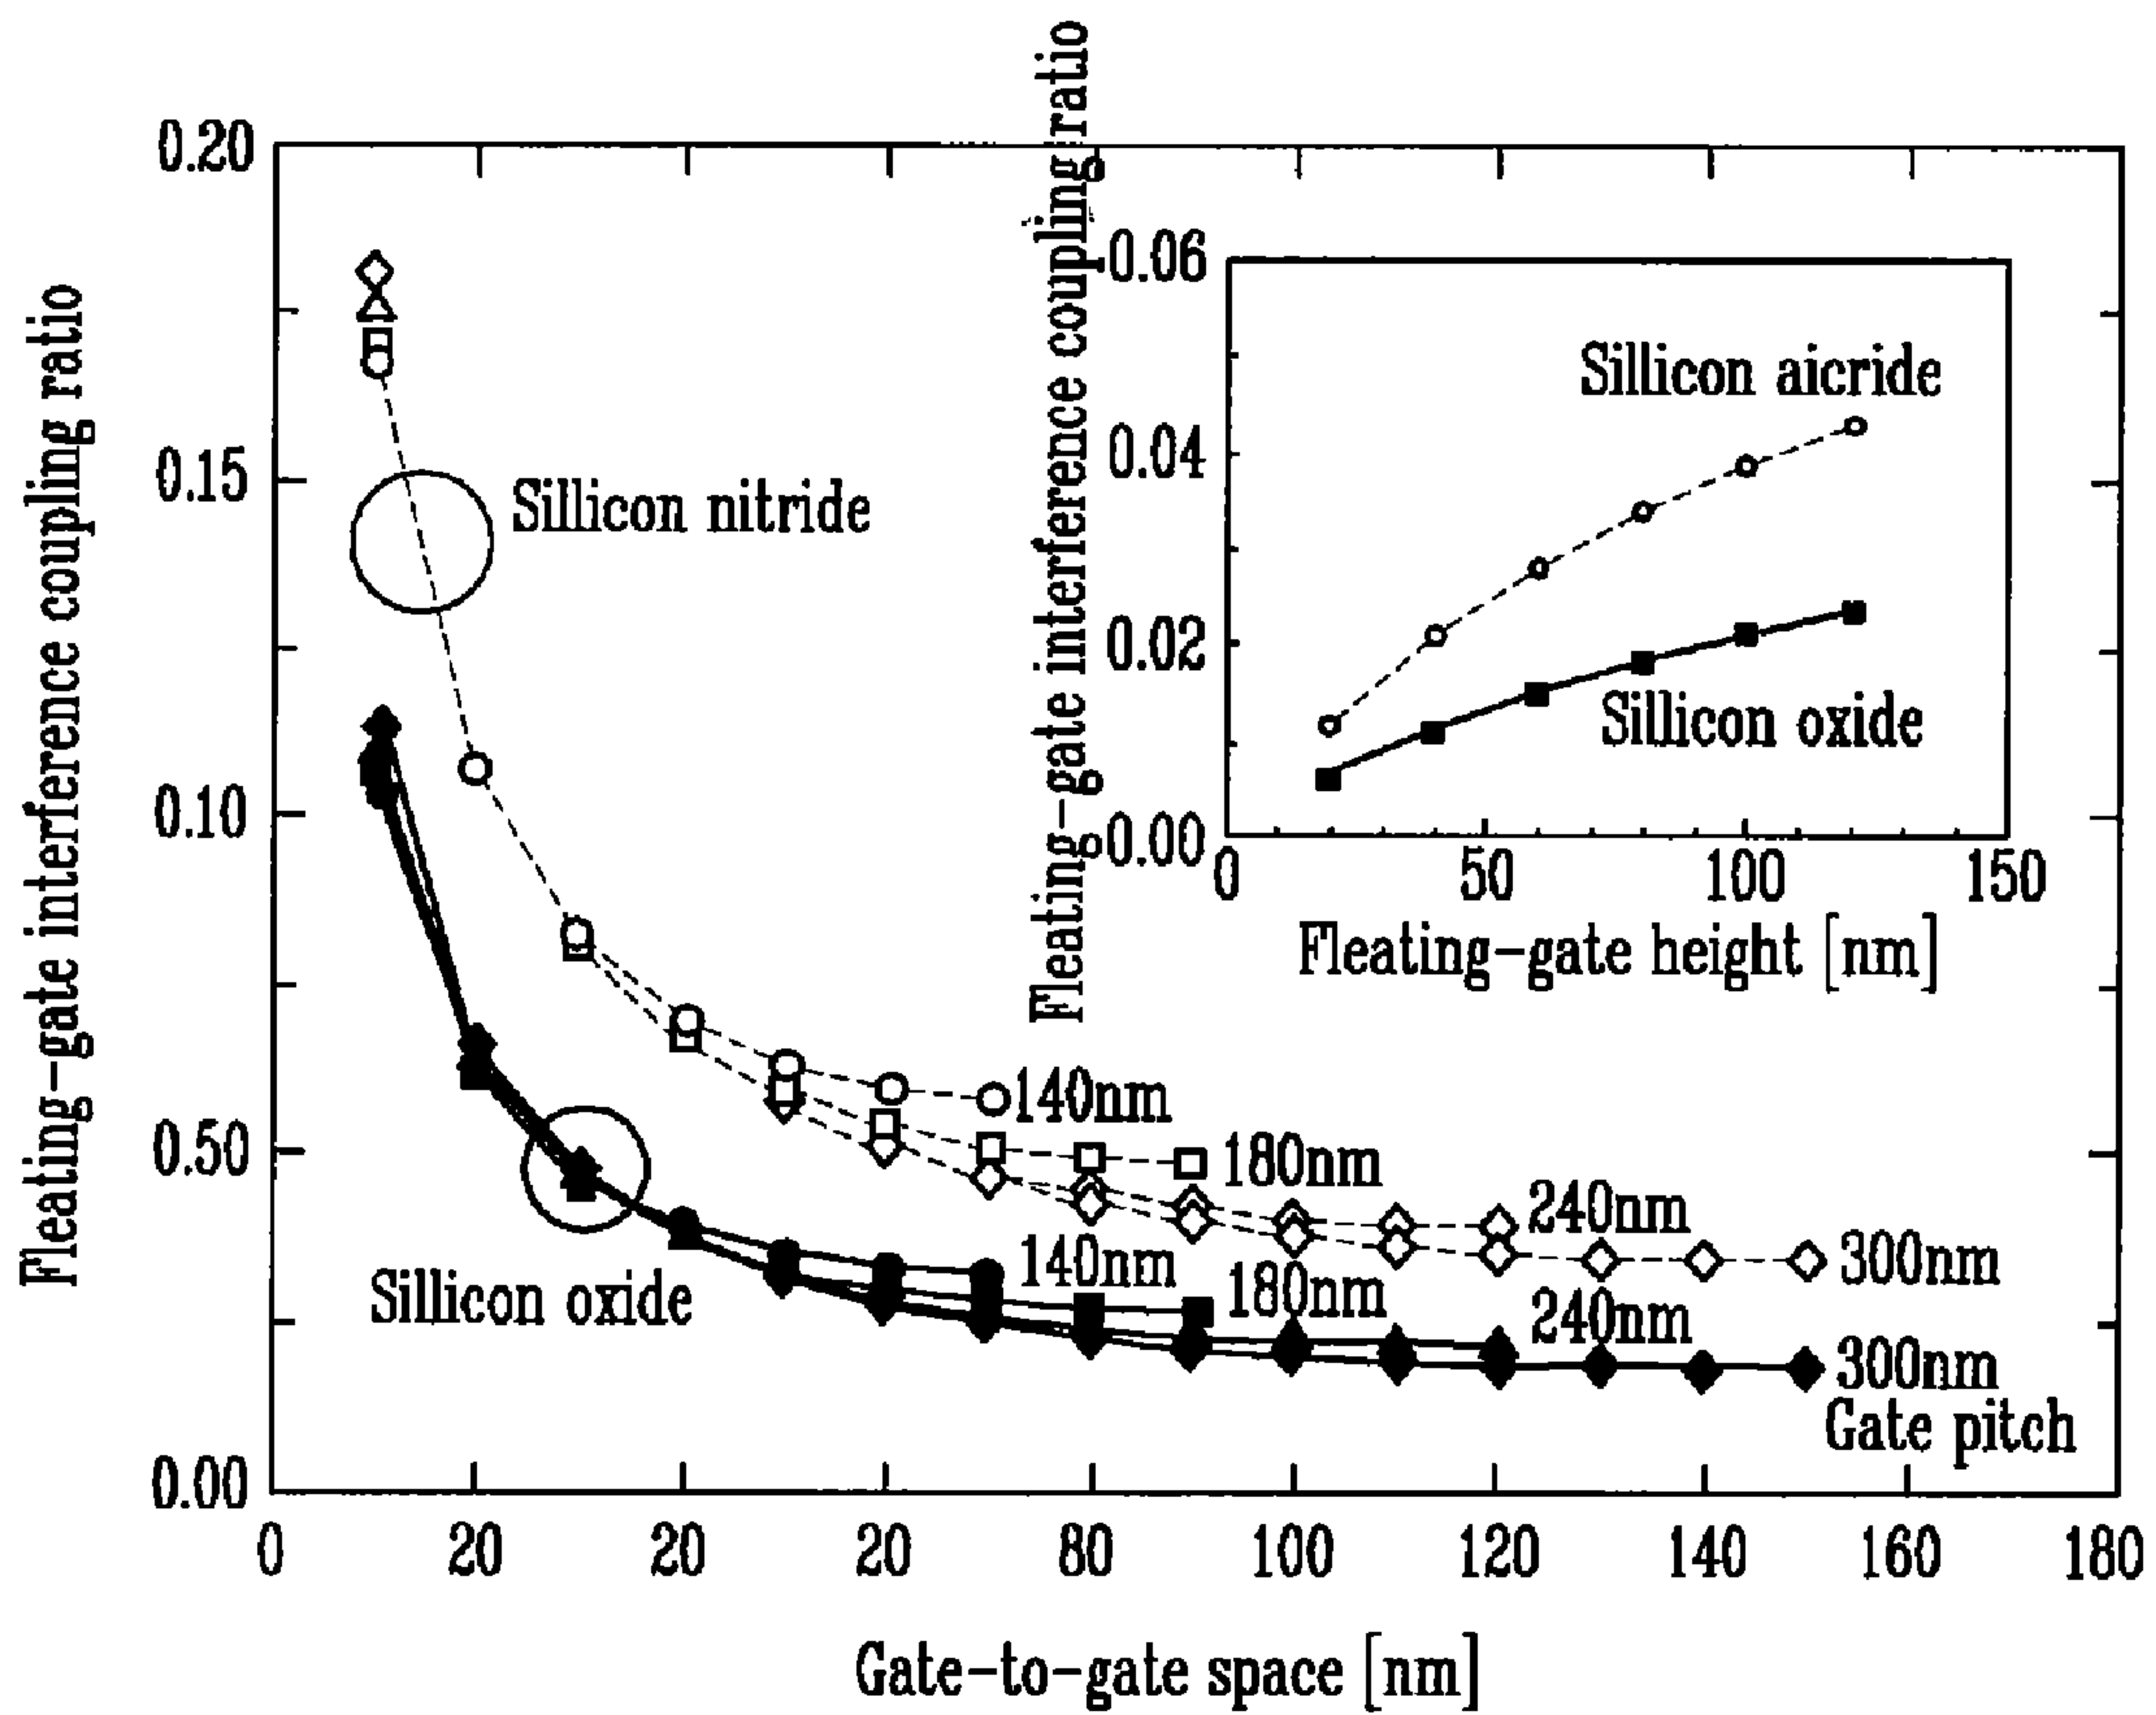 Fleating-gate interference coupling ratio
0.20
0.15
0.10
0.50
0.00
Sillicon nitride
Sillicon oxide
Fleating-gate interference coupling ratio
0.06
0.04
0.02
0.00
Sillicon aicride
Sillicon oxide
0 50 100 150
Fleating-gate height [nm]
140nm
180nm
240nm
300nm
140nm
180nm
240nm
300nm
Gate pitch
0 20 20 20 80 100 120 140 160 180
Gate-to-gate space [nm]